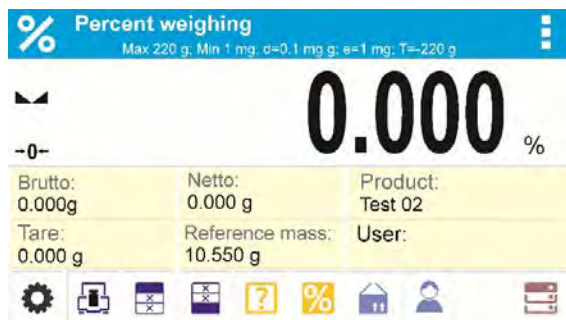 % Percent weighing
Max 220 g; Min 1 mg; d=0.1 mg g; e=1 mg; T=-220 g
0.000 %
→0←
Brutto: Netto: Product:
0.000g 0.000 g Test 02
Tare: Reference mass: User:
0.000 g 10.550 g
? %